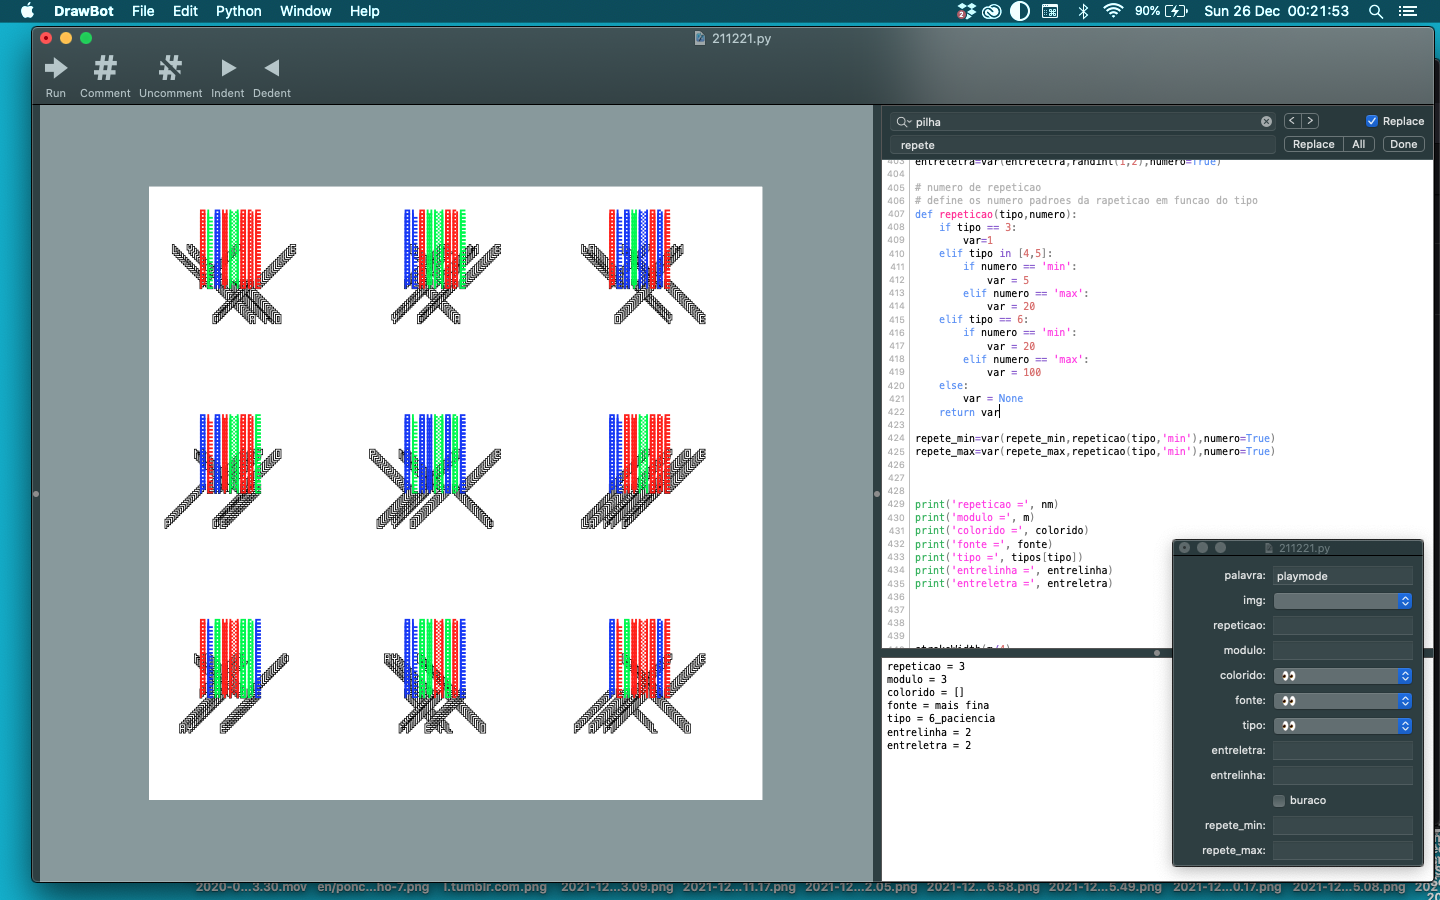 DrawBot File Edit Python Window Help
2 90% Sun 26 Dec 00:21:53
211221.py
Run Comment Uncomment Indent Dedent
pilha
Replace
repete
Replace All Done
403 entreletra=var(entreletra,randint(1,2),numero=True)
404
405 # numero de repeticao
406 # define os numero padroes da rapeticao em funcao do tipo
407 def repeticao(tipo,numero):
408 if tipo == 3:
409 var=1
410 elif tipo in [4,5]:
411 if numero == 'min':
412 var = 5
413 elif numero == 'max':
414 var = 20
415 elif tipo == 6:
416 if numero == 'min':
417 var = 20
418 elif numero == 'max':
419 var = 100
420 else:
421 var = None
422 return var
423
424 repete_min=var(repete_min,repeticao(tipo,'min'),numero=True)
425 repete_max=var(repete_max,repeticao(tipo,'min'),numero=True)
426
427
428
429 print('repeticao =', nm)
430 print('modulo =', m)
431 print('colorido =', colorido)
432 print('fonte =', fonte)
433 print('tipo =', tipos[tipo])
434 print('entrelinha =', entrelinha)
435 print('entreletra =', entreletra)
436
437
438
439
repeticao = 3
modulo = 3
colorido = []
fonte = mais fina
tipo = 6_paciencia
entrelinha = 2
entreletra = 2
211221.py
palavra: playmode
img:
repeticao:
modulo:
colorido: 👀
fonte: 👀
tipo: 👀
entreletra:
entrelinha:
buraco
repete_min:
repete_max:
2020-0...3.30.mov en/ponc...ho-7.png l.tumblr.com.png 2021-12...3.09.png 2021-12...11.17.png 2021-12...2.05.png 2021-12...6.58.png 2021-12...5.49.png 2021-12...0.17.png 2021-12...5.08.png